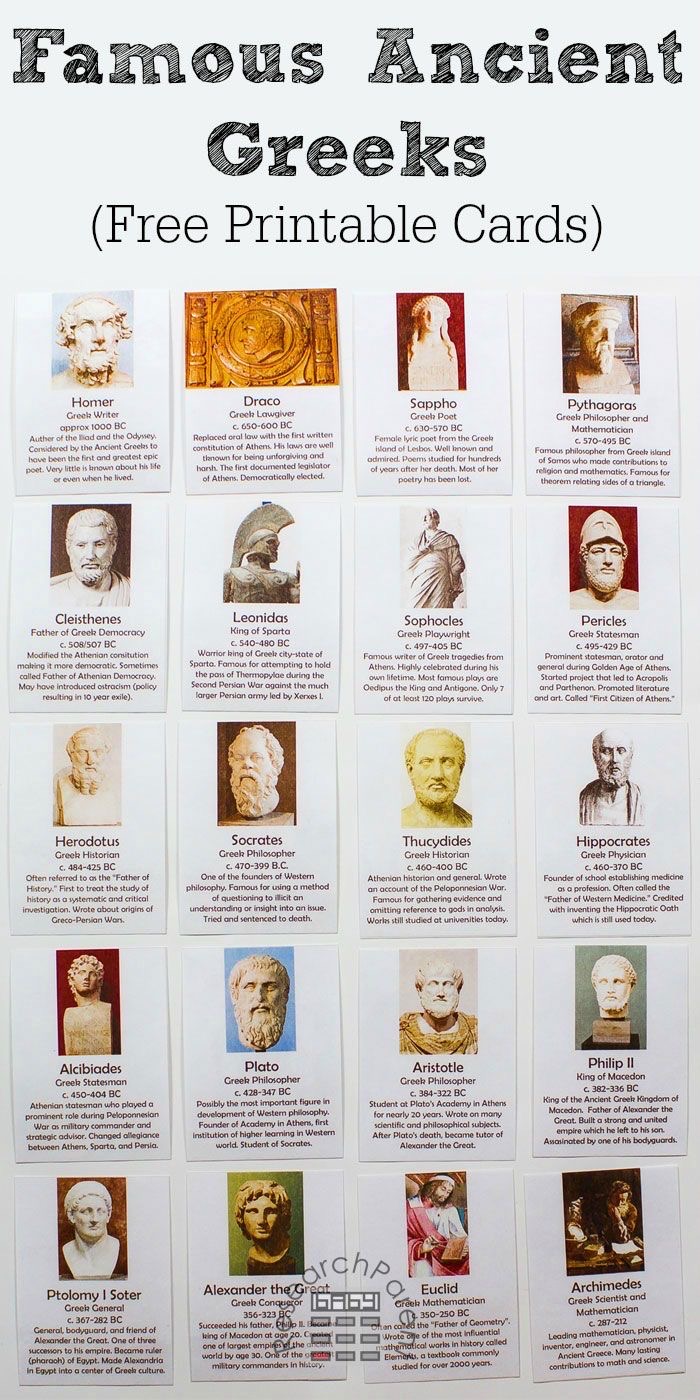 Famous Ancient
Greeks
(Free Printable Cards)
Homer
Greek Writer
approx 1000 BC
Auther of the Iliad and the Odyssey.
Considered by the Ancient Greeks to
have been the first and greatest epic
poet. Very little is known about his life
or even when he lived.
Draco
Greek Lawgiver
c. 650-600 BC
Replaced oral law with the first written
constitution of Athens. His laws are well
tknown for being unforgiving and
harsh. The first documented legislator
of Athens. Democratically elected.
Sappho
Greek Poet
c. 630-570 BC
Female lyric poet from the Greek
island of Lesbos. Well known and
admired. Poems studied for hundreds
of years after her death. Most of her
poetry has been lost.
Pythagoras
Greek Philosopher and
Mathematician
c. 570-495 BC
Famous philosopher from Greek island
of Samos who made contributions to
religion and mathematics. Famous for
theorem relating sides of a triangle.
Cleisthenes
Father of Greek Democracy
c. 508/507 BC
Modified the Athenian consitution
making it more democratic. Sometimes
called Father of Athenian Democracy.
May have introduced ostracism (policy
resulting in 10 year exile).
Leonidas
King of Sparta
c. 540-480 BC
Warrior king of Greek city-state of
Sparta. Famous for attempting to hold
the pass of Thermopylae during the
Second Persian War against the much
larger Persian army led by Xerxes I.
Sophocles
Greek Playwright
c. 497-405 BC
Famous writer of Greek tragedies from
Athens. Highly celebrated during his
own lifetime. Most famous plays are
Oedipus the King and Antigone. Only 7
of at least 120 plays survive.
Pericles
Greek Statesman
c. 495-429 BC
Prominent statesman, orator and
general during Golden Age of Athens.
Started project that led to Acropolis
and Parthenon. Promoted literature
and art. Called "First Citizen of Athens."
Herodotus
Greek Historian
c. 484-425 BC
Often referred to as the "Father of
History." First to treat the study of
history as a systematic and critical
investigation. Wrote about origins of
Greco-Persian Wars.
Socrates
Greek Philosopher
c. 470-399 B.C.
One of the founders of Western
philosophy. Famous for using a method
of questioning to illicit an
understanding or insight into an issue.
Tried and sentenced to death.
Thucydides
Greek Historian
c. 460-400 BC
Athenian historian and general. Wrote
an account of the Peloponnesian War.
Famous for gathering evidence and
omitting reference to gods in analysis.
Works still studied at universities today.
Hippocrates
Greek Physician
c. 460-370 BC
Founder of school establishing medicine
as a profession. Often called the
"Father of Western Medicine." Credited
with inventing the Hippocratic Oath
which is still used today.
Alcibiades
Greek Statesman
c. 450-404 BC
Athenian statesman who played a
prominent role during Peloponnesian
War as military commander and
strategic advisor. Changed allegiance
between Athens, Sparta, and Persia.
Plato
Greek Philosopher
c. 428-347 BC
Possibly the most important figure in
development of Western philosophy.
Founder of Academy in Athens, first
institution of higher learning in Western
world. Student of Socrates.
Aristotle
Greek Philosopher
c. 384-322 BC
Student at Plato's Academy in Athens
for nearly 20 years. Wrote on many
scientific and philosophical subjects.
After Plato's death, became tutor of
Alexander the Great.
Philip II
King of Macedon
c. 382-336 BC
King of the Ancient Greek Kingdom of
Macedon. Father of Alexander the
Great. Built a strong and united
empire which he left to his son.
Assasinated by one of his bodyguards.
Ptolomy I Soter
Greek General
c. 367-282 BC
General, bodyguard, and friend of
Alexander the Great. One of three
successors to his empire. Became ruler
(pharaoh) of Egypt. Made Alexandria
in Egypt into a center of Greek culture.
Alexander the Great
Greek Conqueror
356-323 BC
Succeeded his father, Philip II. Became
king of Macedon at age 20. Created
one of largest empires of the ancient
world by age 30. One of the greatest
military commanders in history.
Euclid
Greek Mathematician
c. 350-250 BC
Often called the "Father of Geometry".
Wrote one of the most influential
mathematical works in history called
Elements, a textbook commonly
studied for over 2000 years.
Archimedes
Greek Scientist and
Mathematician
c. 287-212
Leading mathematician, physicist,
inventor, engineer, and astronomer in
Ancient Greece. Many lasting
contributions to math and science.
ResearchParent